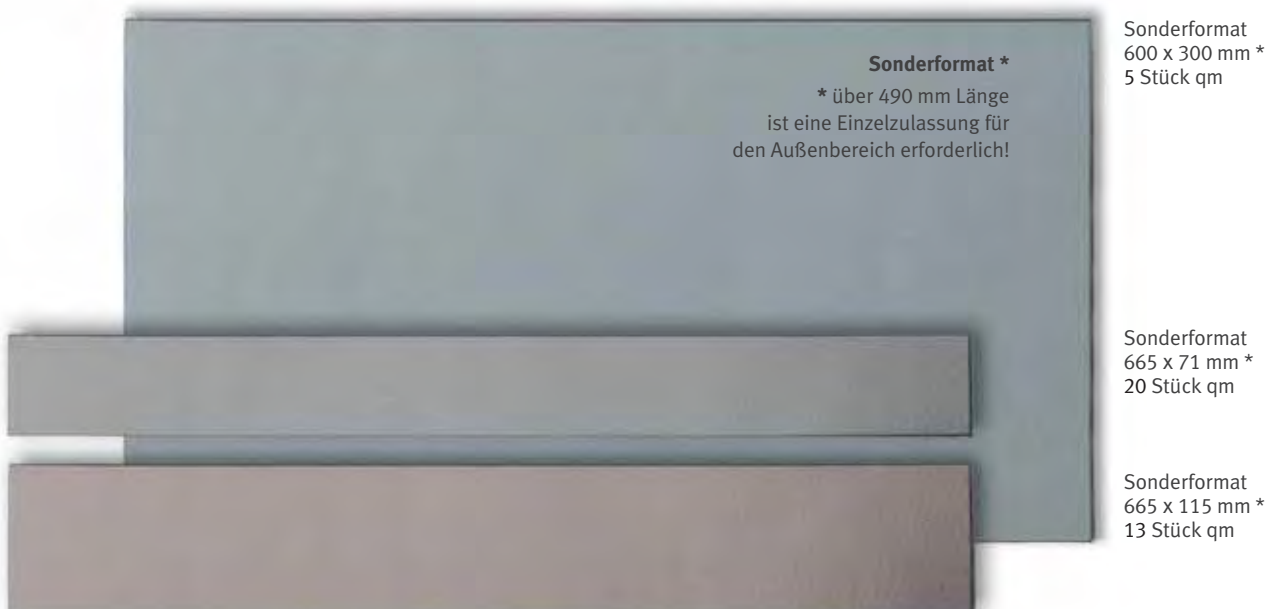 Sonderformat *
* über 490 mm Länge
ist eine Einzelzulassung für
den Außenbereich erforderlich!
Sonderformat
600 x 300 mm *
5 Stück qm
Sonderformat
665 x 71 mm *
20 Stück qm
Sonderformat
665 x 115 mm *
13 Stück qm